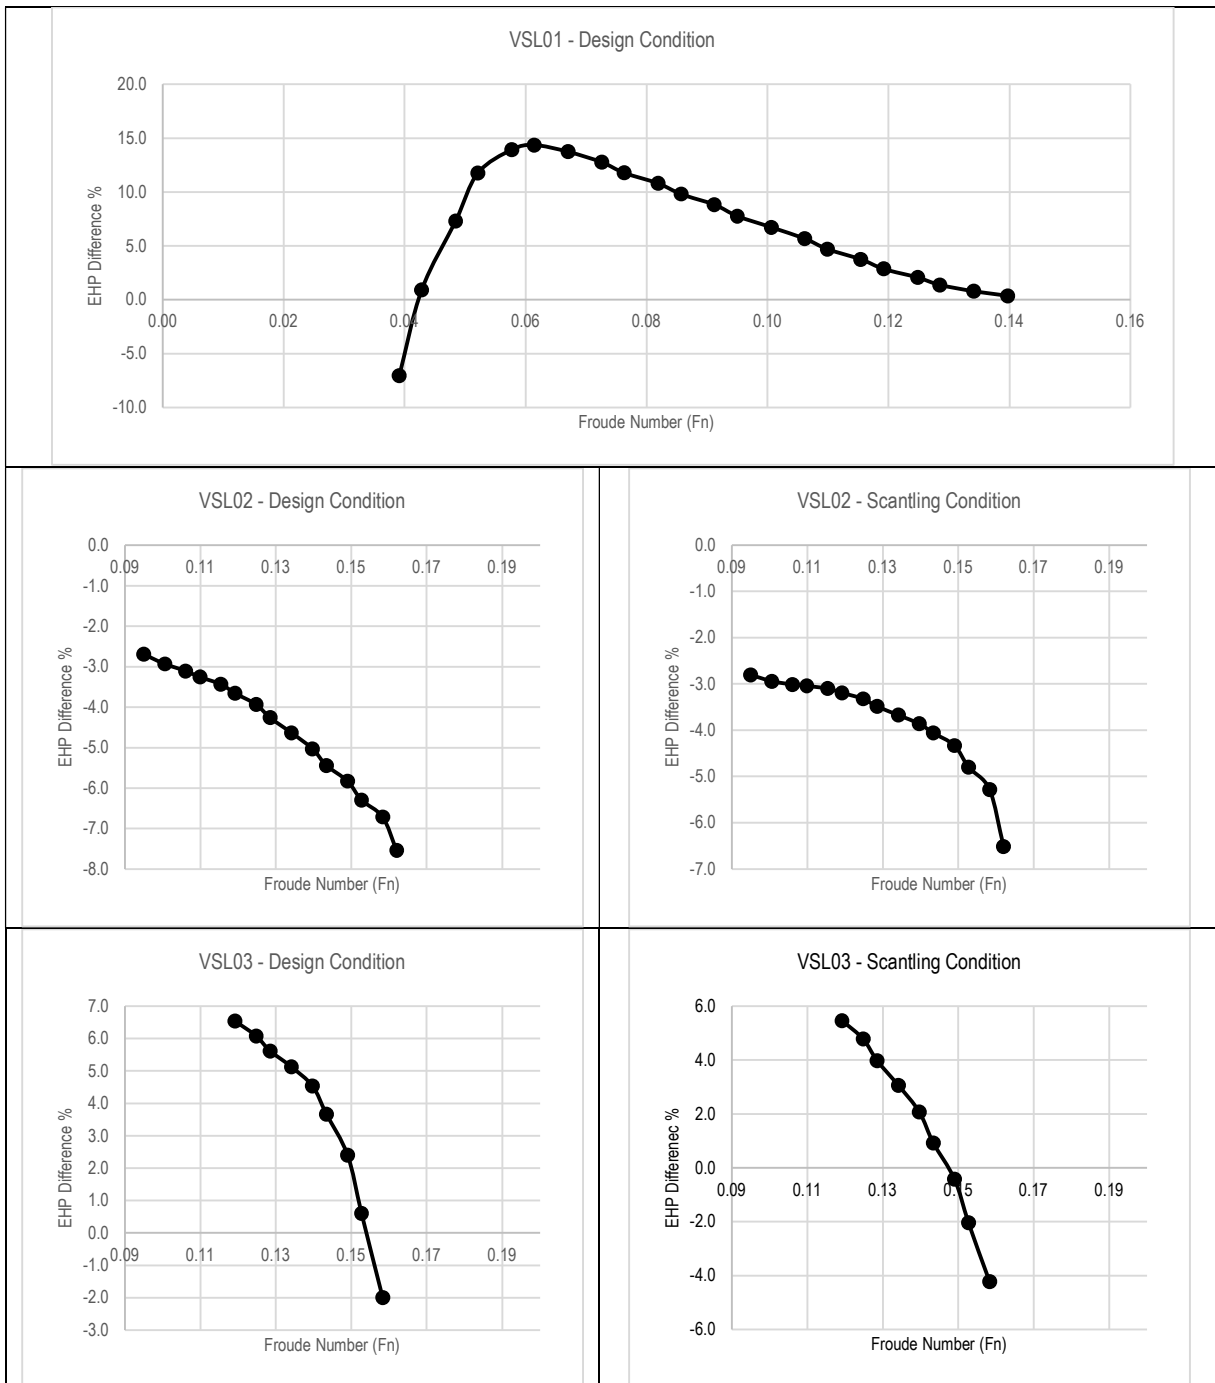 VSL01 - Design Condition
20.0
15.0
10.0
5.0
0.0
-5.0
-10.0
EHP Difference %
0.00 0.02 0.04 0.06 0.08 0.10 0.12 0.14 0.16
Froude Number (Fn)
VSL02 - Design Condition
0.0
-1.0
-2.0
-3.0
-4.0
-5.0
-6.0
-7.0
-8.0
EHP Difference %
0.09 0.11 0.13 0.15 0.17 0.19
Froude Number (Fn)
VSL02 - Scantling Condition
0.0
-1.0
-2.0
-3.0
-4.0
-5.0
-6.0
-7.0
EHP Difference %
0.09 0.11 0.13 0.15 0.17 0.19
Froude Number (Fn)
VSL03 - Design Condition
7.0
6.0
5.0
4.0
3.0
2.0
1.0
0.0
-1.0
-2.0
-3.0
EHP Difference %
0.09 0.11 0.13 0.15 0.17 0.19
Froude Number (Fn)
VSL03 - Scantling Condition
6.0
4.0
2.0
0.0
-2.0
-4.0
-6.0
EHP Differenec %
0.09 0.11 0.13 0.15 0.17 0.19
Froude Number (Fn)